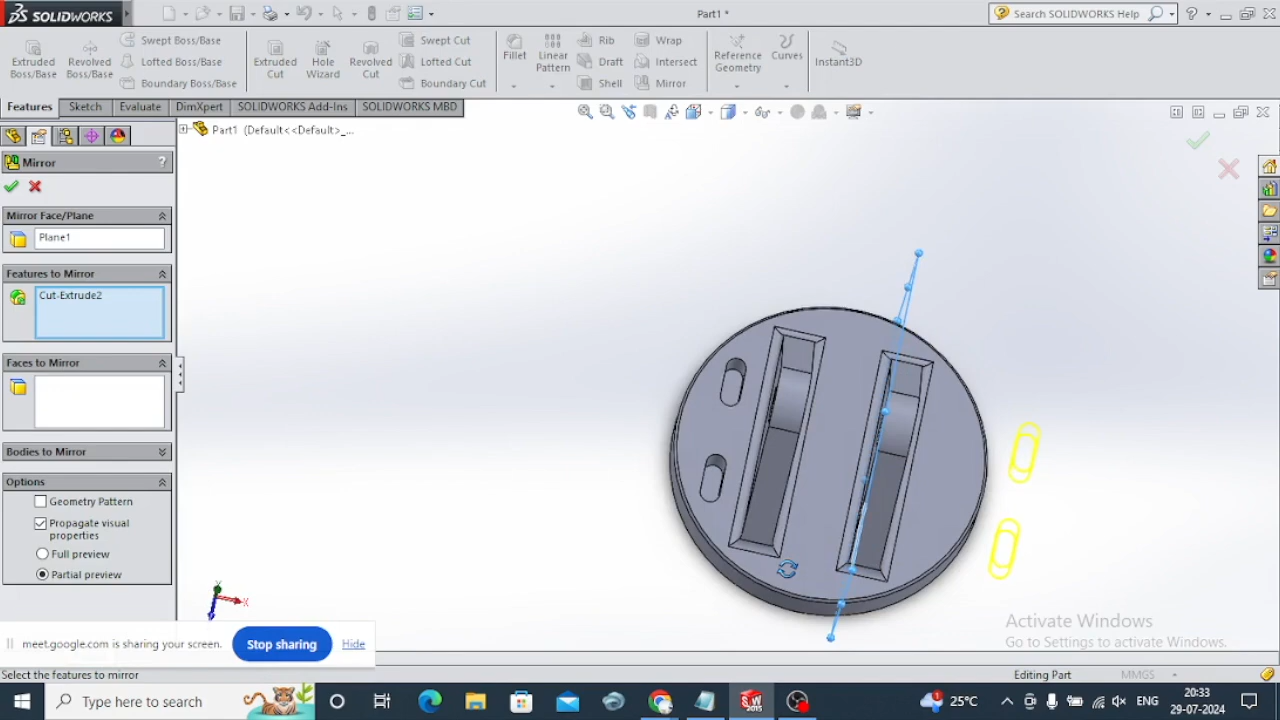 SOLIDWORKS
Part1 *
Search SOLIDWORKS Help
Extruded Boss/Base
Revolved Boss/Base
Swept Boss/Base
Lofted Boss/Base
Boundary Boss/Base
Extruded Cut
Hole Wizard
Revolved Cut
Swept Cut
Lofted Cut
Boundary Cut
Fillet
Linear Pattern
Rib
Draft
Shell
Wrap
Intersect
Mirror
Reference Geometry
Curves
Instant3D
Features
Sketch
Evaluate
DimXpert
SOLIDWORKS Add-Ins
SOLIDWORKS MBD
Part1 (Default<<Default>_...
Mirror
?
Mirror Face/Plane
Plane1
Features to Mirror
Cut-Extrude2
Faces to Mirror
Bodies to Mirror
Options
Geometry Pattern
Propagate visual
properties
Full preview
Partial preview
Y
X
meet.google.com is sharing your screen.
Stop sharing
Hide
Activate Windows
Go to Settings to activate Windows.
Select the features to mirror
Editing Part
MMGS
Type here to search
SW
2015
1
25°C
ENG
20:33
29-07-2024